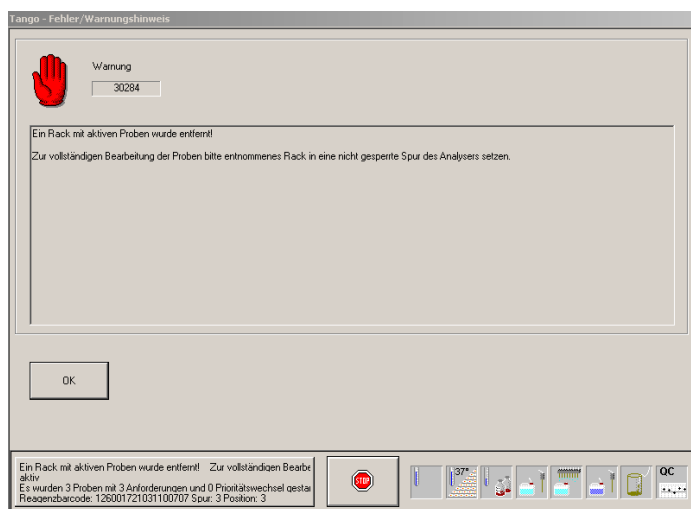 Tango - Fehler/Warnungshinweis
Warnung
30284
Ein Rack mit aktiven Proben wurde entfernt!
Zur vollständigen Bearbeitung der Proben bitte entnommenes Rack in eine nicht gesperrte Spur des Analysers setzen.
OK
Ein Rack mit aktiven Proben wurde entfernt! Zur vollständigen Bearbe
aktiv
Es wurden 3 Proben mit 3 Anforderungen und 0 Prioritätswechsel gestar
Reagenzbarcode: 126001721031100707 Spur: 3 Position: 3
STOP
37°
QC